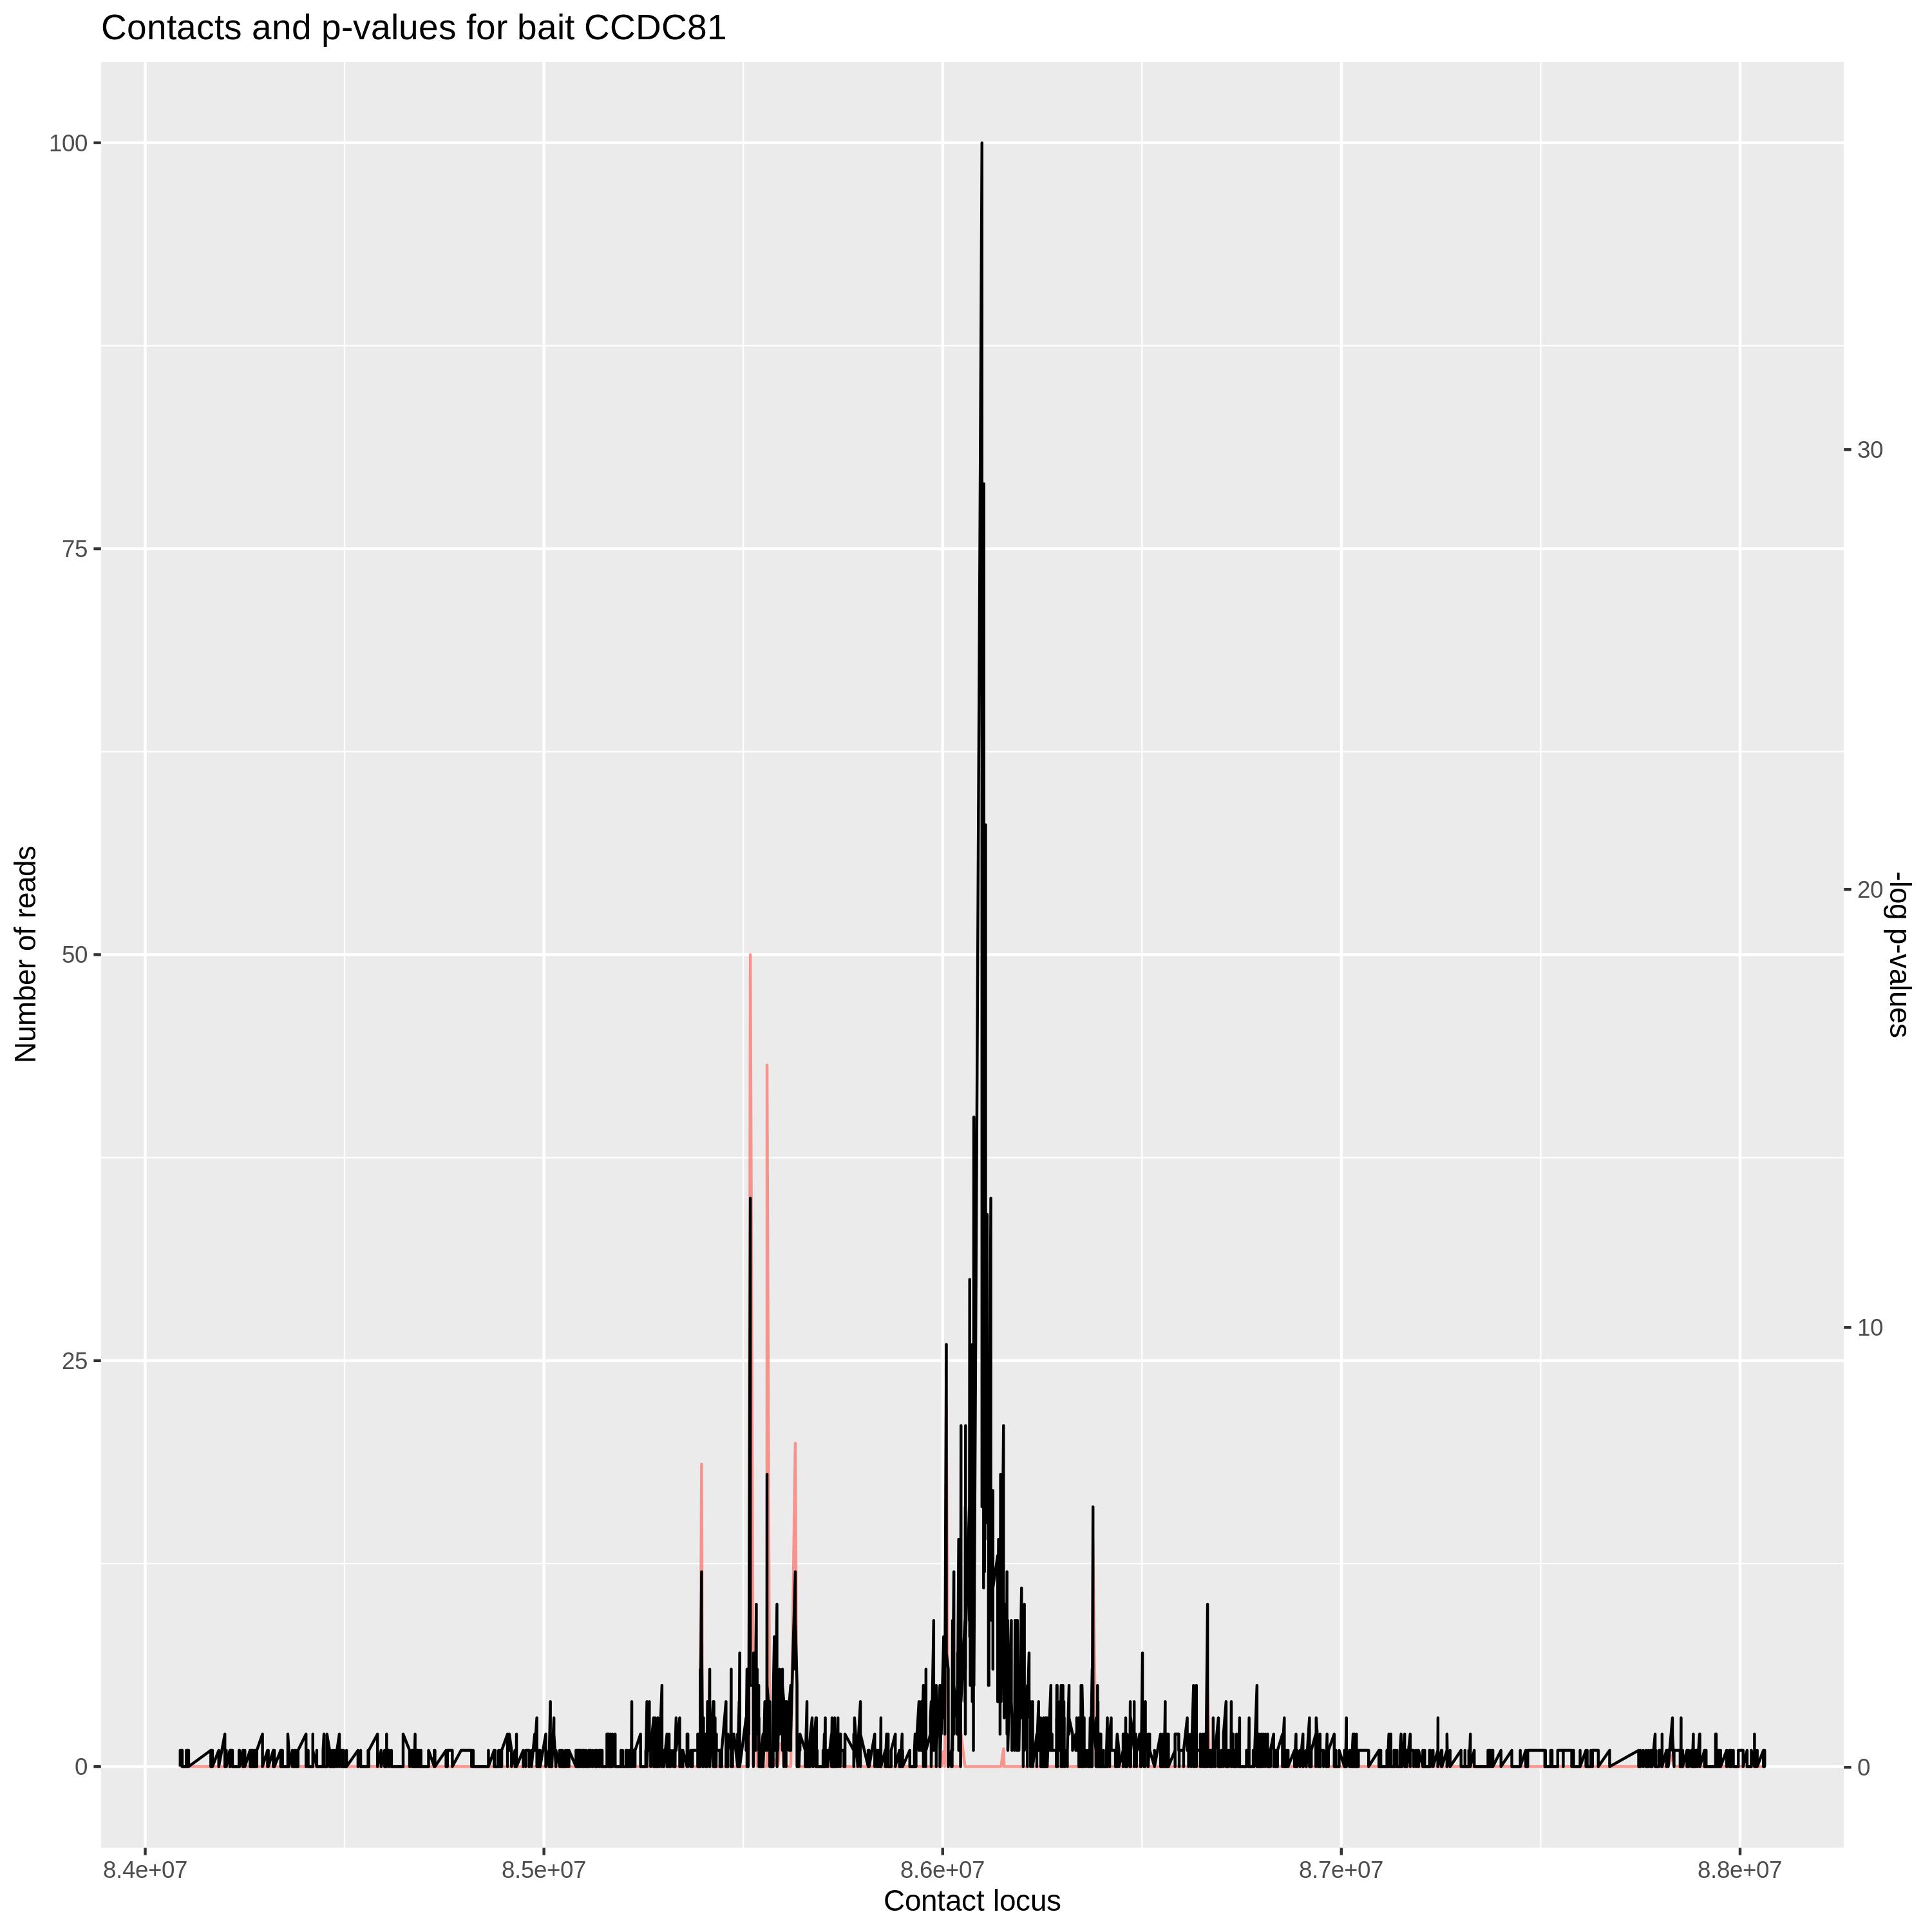 Contacts and p-values for bait CCDC81
100
75
50
25
0
Number of reads
30
20
10
0
-log p-values
8.4e+07
8.5e+07
8.6e+07
8.7e+07
8.8e+07
Contact locus